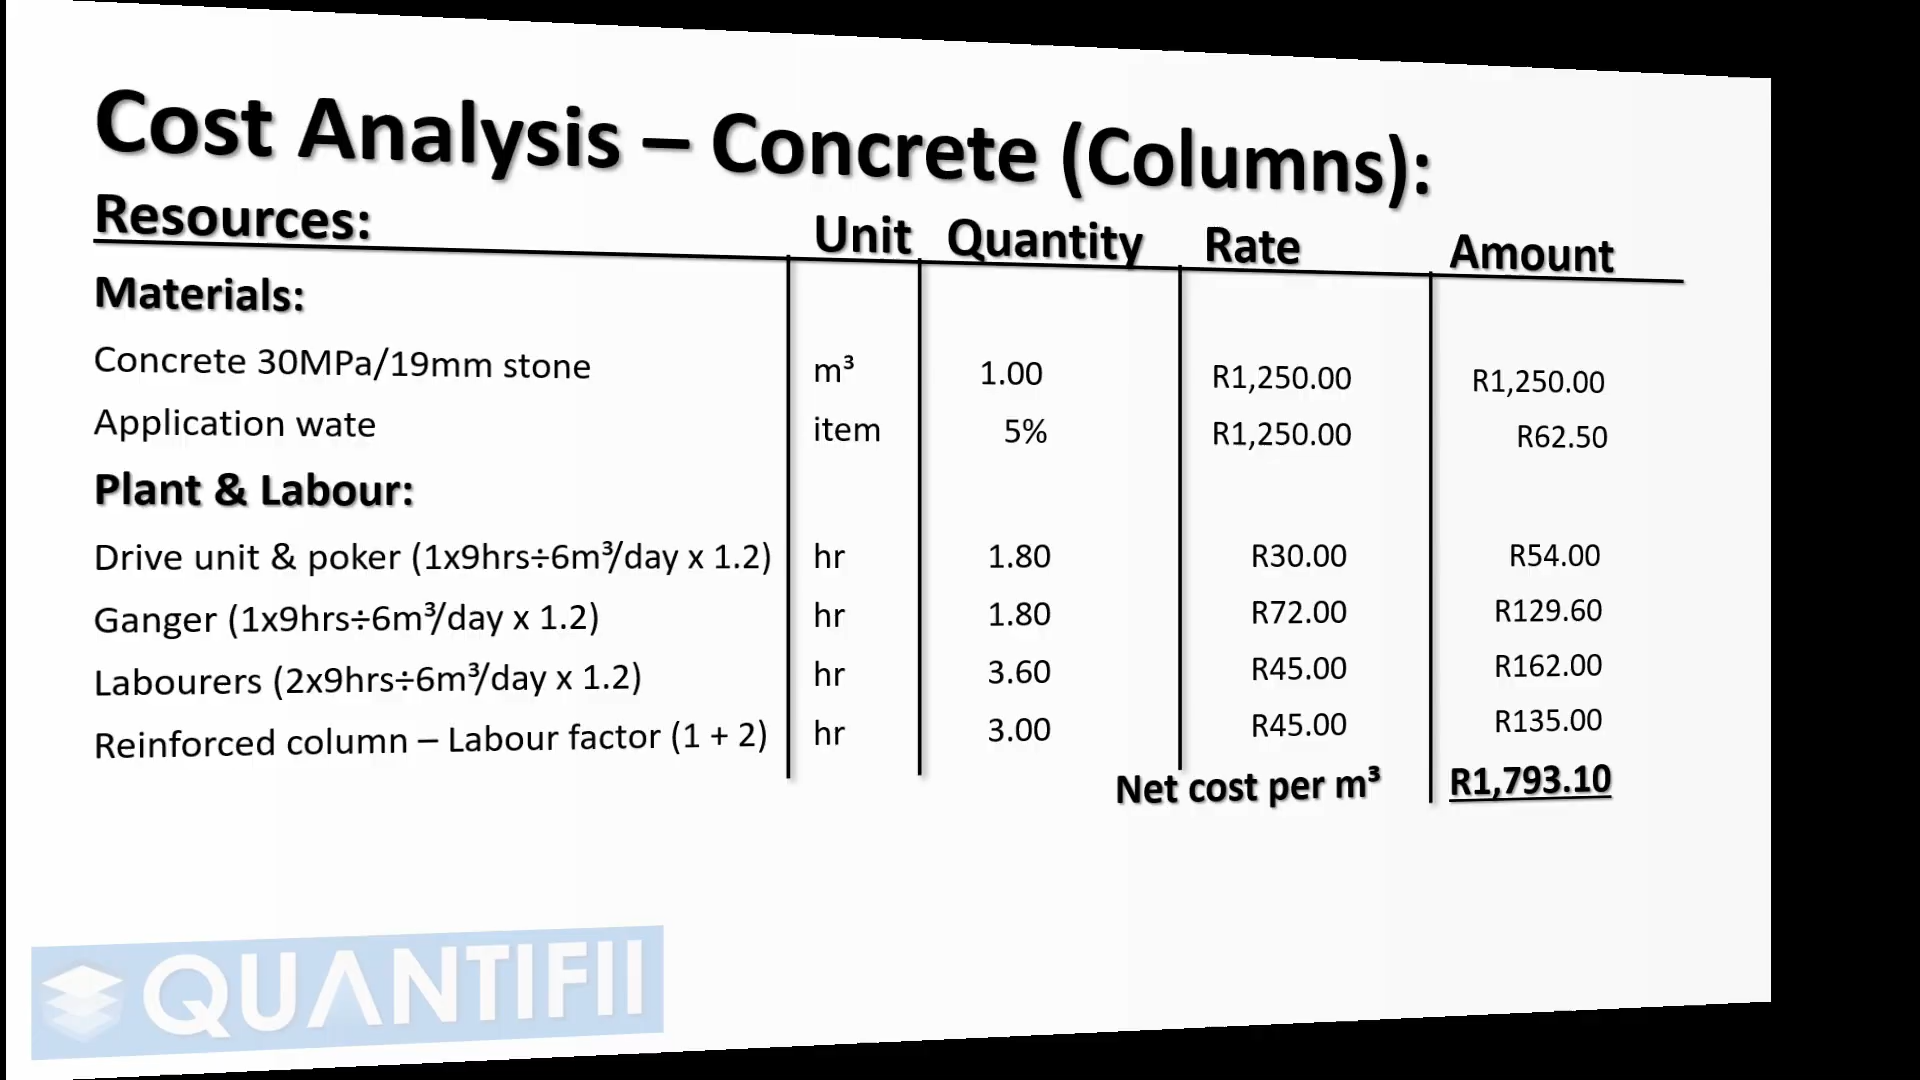 Cost Analysis – Concrete (Columns):
Resources: Unit Quantity Rate Amount
Materials:
Concrete 30MPa/19mm stone m³ 1.00 R1,250.00 R1,250.00
Application wate item 5% R1,250.00 R62.50
Plant & Labour:
Drive unit & poker (1x9hrs÷6m³/day x 1.2) hr 1.80 R30.00 R54.00
Ganger (1x9hrs÷6m³/day x 1.2) hr 1.80 R72.00 R129.60
Labourers (2x9hrs÷6m³/day x 1.2) hr 3.60 R45.00 R162.00
Reinforced column – Labour factor (1 + 2) hr 3.00 R45.00 R135.00
Net cost per m³ R1,793.10
QUANTIFII